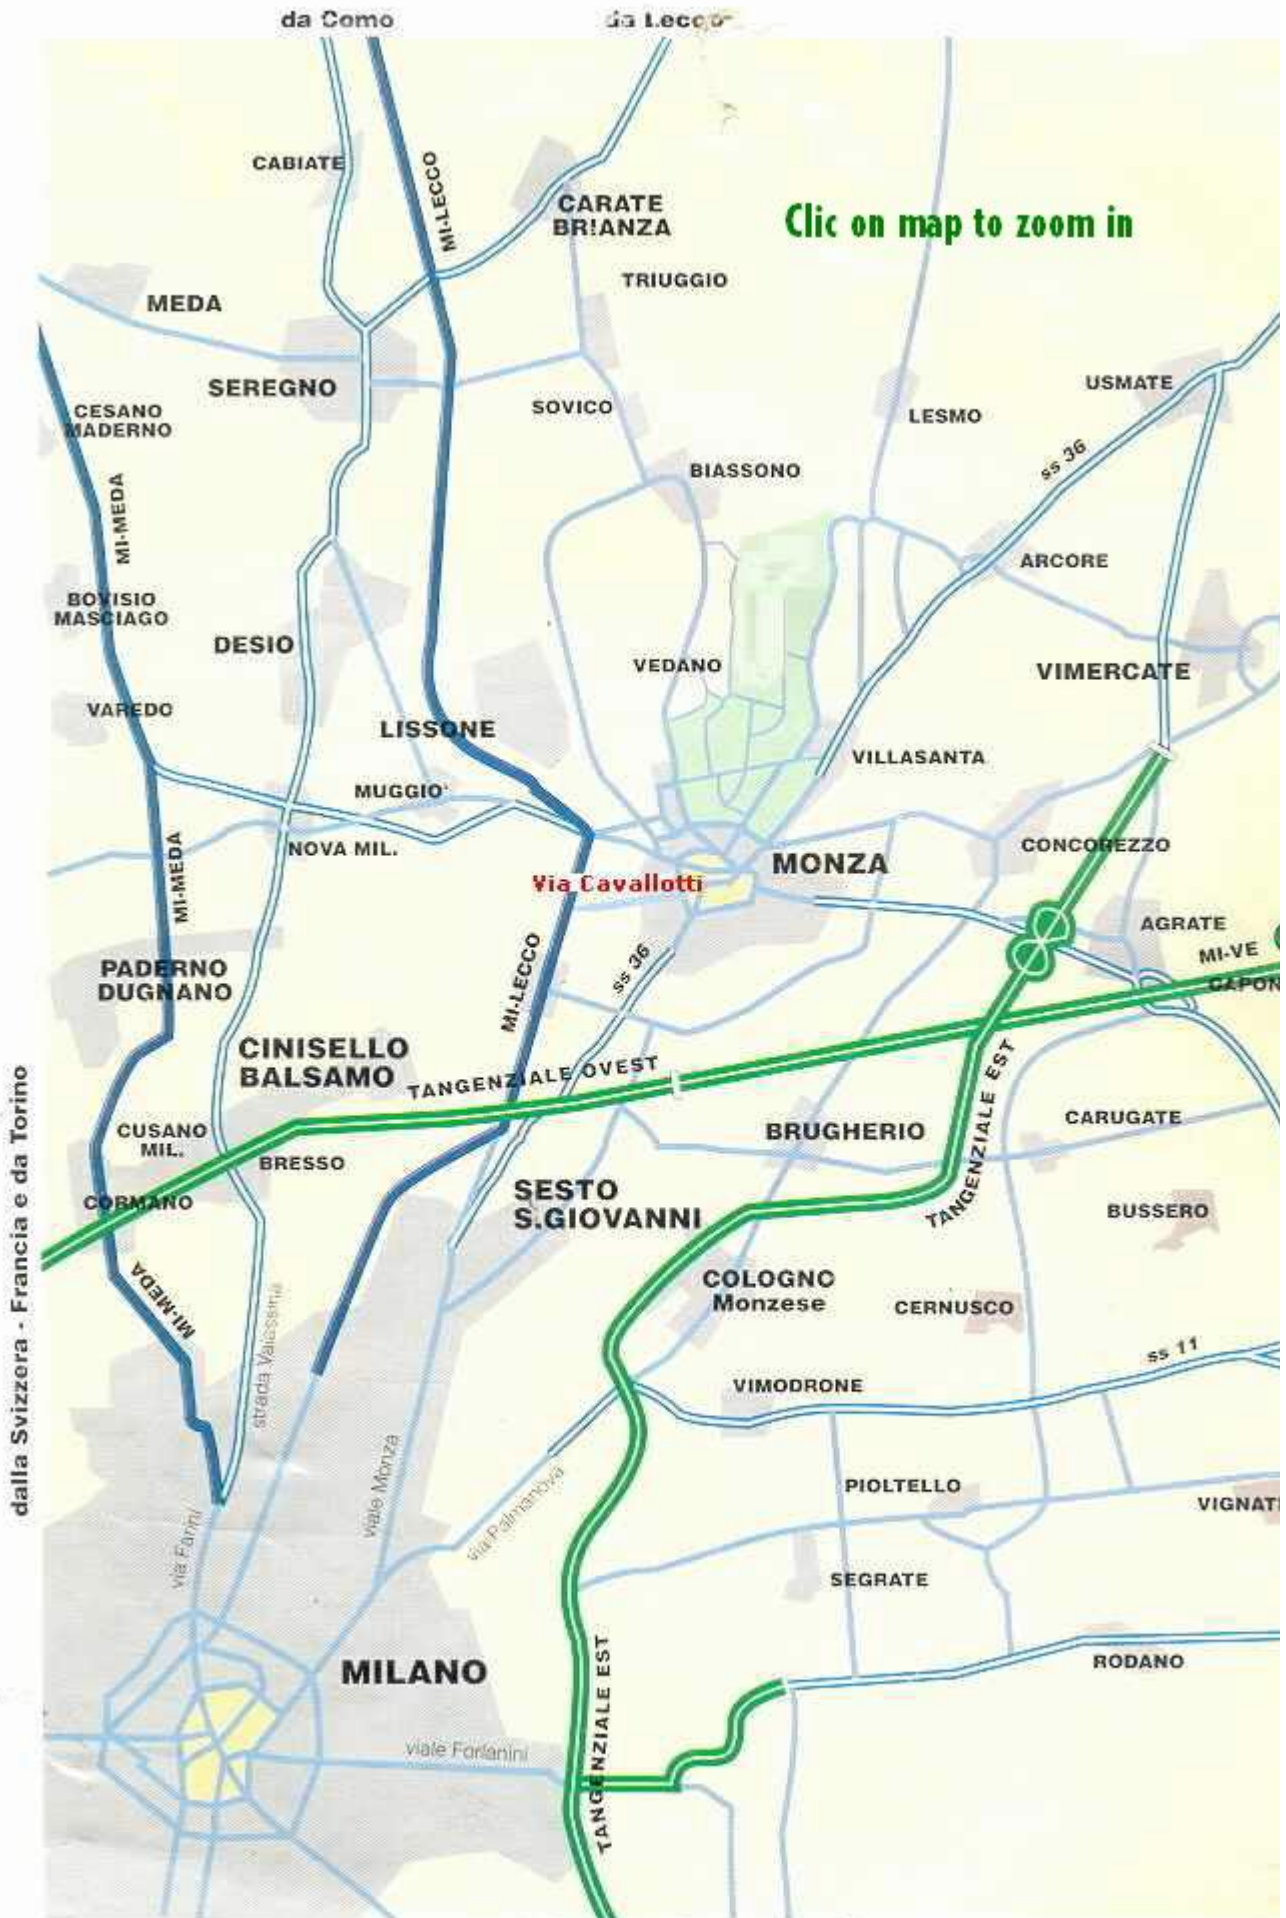 da Como
da Lecco
CABIATE
MI-LECCO
CARATE
BRIANZA
Clic on map to zoom in
TRIUGGIO
MEDA
SEREGNO
USMATE
CESANO
MADERNO
SOVICO
LESMO
ss 36
BIASSONO
MI-MEDA
ARCORE
BOVISIO
MASCIAGO
DESIO
VEDANO
VIMERCATE
VAREDO
LISSONE
VILLASANTA
MUGGIO'
NOVA MIL.
CONCOREZZO
MONZA
MI-MEDA
Via Cavallotti
AGRATE
MI-VE
MI-LECCO
ss 36
PADERNO
DUGNANO
CAPON
CINISELLO
BALSAMO
TANGENZIALE OVEST
TANGENZIALE EST
CARUGATE
CUSANO
MIL.
BRUGHERIO
BRESSO
CORMANO
SESTO
S.GIOVANNI
BUSSERO
MI-MEDA
COLOGNO
Monzese
CERNUSCO
dalla Svizzera - Francia e da Torino
strada Valassina
ss 11
VIMODRONE
viale Monza
via Palmanova
PIOLTELLO
VIGNATE
via Farini
SEGRATE
MILANO
RODANO
TANGENZIALE EST
viale Forlanini